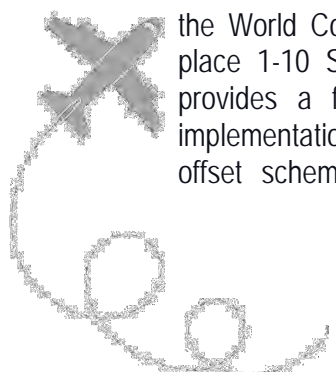 the World Co
place 1-10 S
provides a f
implementatio
offset schem